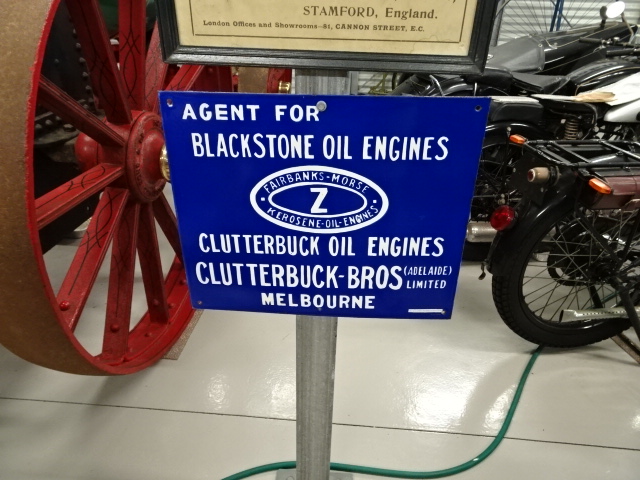 STAMFORD, England.
London Offices and Showrooms-81, CANNON STREET, E.C.
AGENT FOR
BLACKSTONE OIL ENGINES
FAIRBANKS-MORSE
Z
KEROSENE-OIL-ENGINES
CLUTTERBUCK OIL ENGINES
CLUTTERBUCK-BROS (ADELAIDE) LIMITED
MELBOURNE